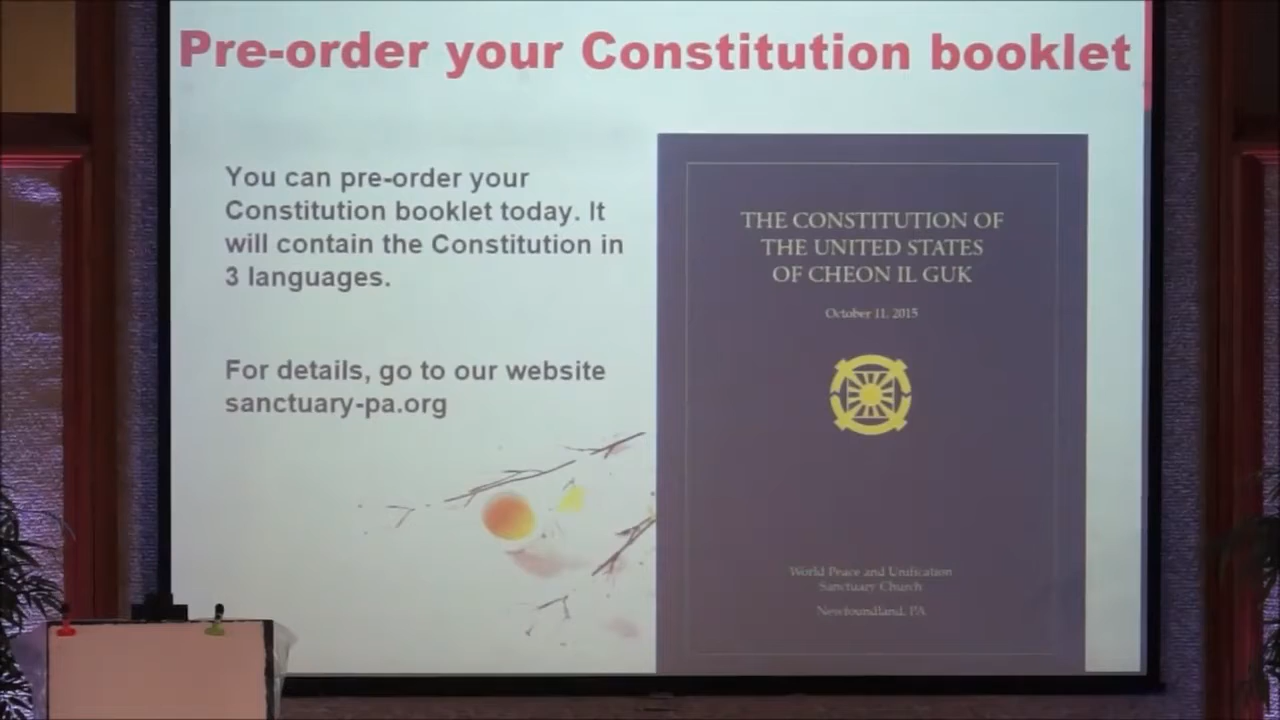 Pre-order your Constitution booklet
You can pre-order your
Constitution booklet today. It
will contain the Constitution in
3 languages.
For details, go to our website
sanctuary-pa.org
THE CONSTITUTION OF
THE UNITED STATES
OF CHEON IL GUK
October 11, 2015
World Peace and Unification
Sanctuary Church
Newfoundland, PA